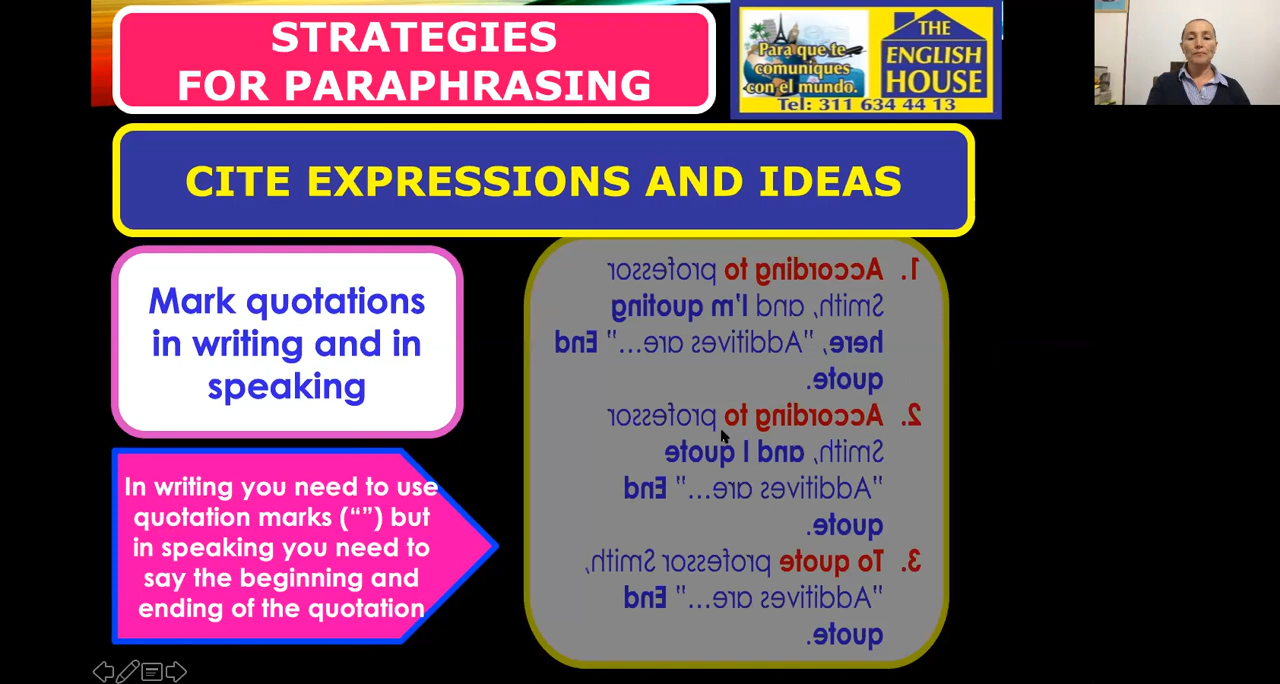 STRATEGIES
FOR PARAPHRASING
Para que te
comuniques
con el mundo.
THE
ENGLISH
HOUSE
Tel: 311 634 44 13
CITE EXPRESSIONS AND IDEAS
Mark quotations
in writing and in
speaking
In writing you need to use
quotation marks (“”) but
in speaking you need to
say the beginning and
ending of the quotation
1. According to professor
Smith, and I’m quoting
here, “Additives are…” End
quote.
2. According to professor
Smith, and I quote
“Additives are…” End
quote.
3. To quote professor Smith,
“Additives are…” End
quote.